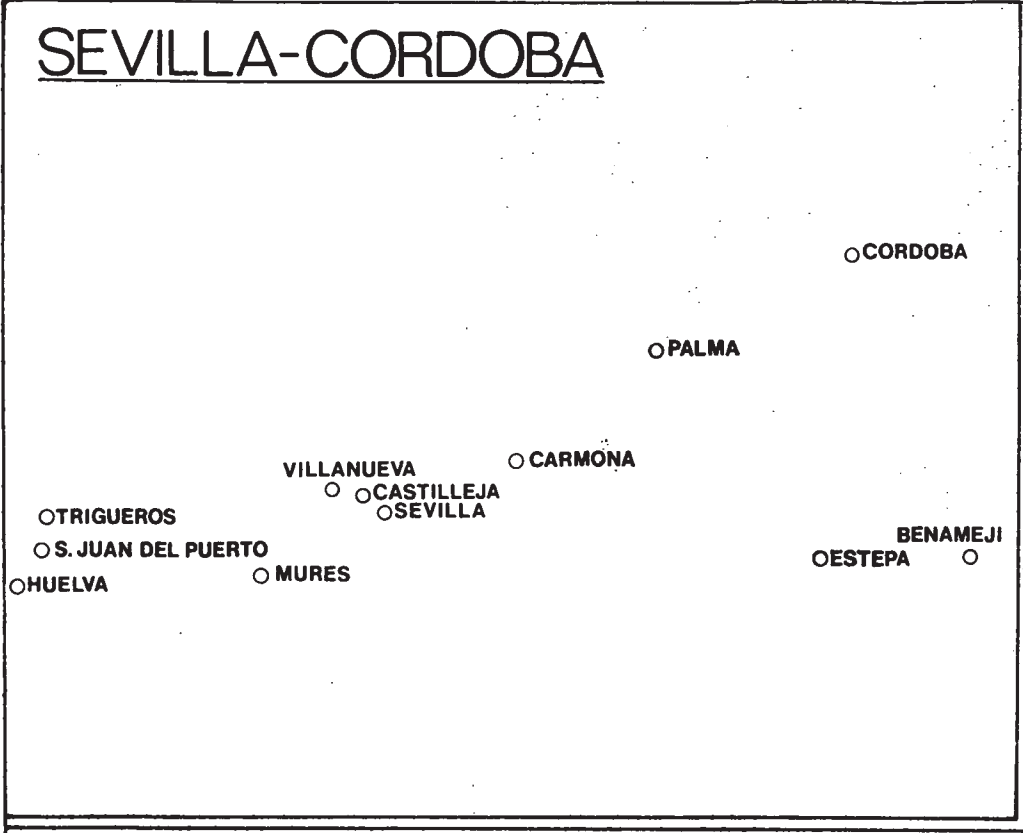 SEVILLA-CORDOBA
CORDOBA
PALMA
CARMONA
VILLANUEVA
CASTILLEJA
SEVILLA
TRIGUEROS
S. JUAN DEL PUERTO
HUELVA
MURES
BENAMEJI
ESTEPA